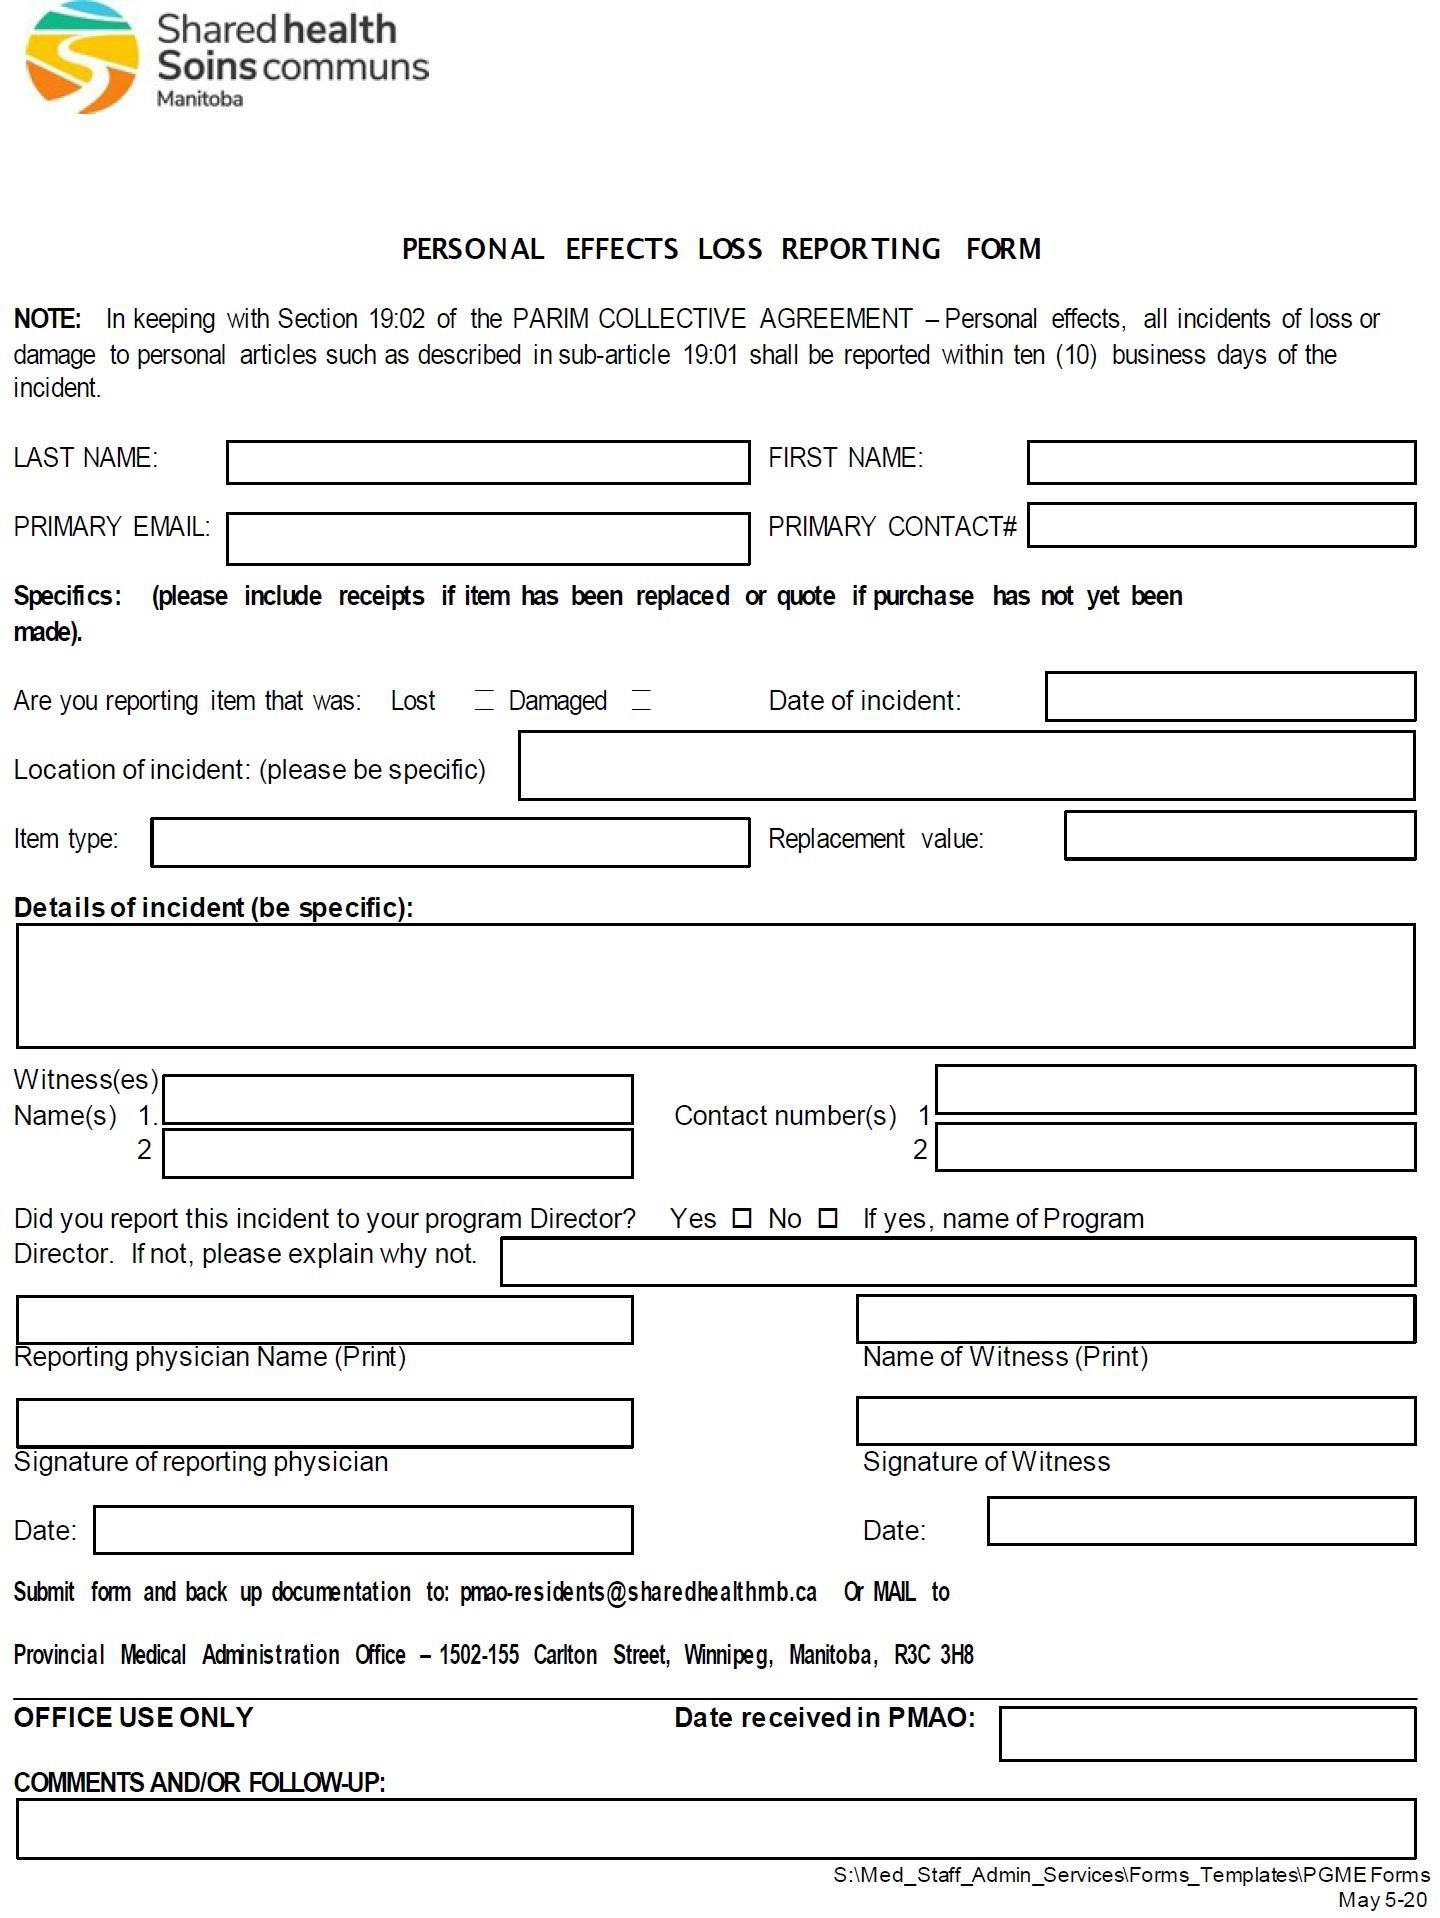 Shared health
Soins communs
Manitoba
PERSONAL EFFECTS LOSS REPORTING FORM
NOTE: In keeping with Section 19:02 of the PARIM COLLECTIVE AGREEMENT – Personal effects, all incidents of loss or
damage to personal articles such as described in sub-article 19:01 shall be reported within ten (10) business days of the
incident.
LAST NAME: FIRST NAME:
PRIMARY EMAIL: PRIMARY CONTACT#
Specifics: (please include receipts if item has been replaced or quote if purchase has not yet been
made).
Are you reporting item that was: Lost Damaged Date of incident:
Location of incident: (please be specific)
Item type: Replacement value:
Details of incident (be specific):
Witness(es)
Name(s) 1. Contact number(s) 1
2 2
Did you report this incident to your program Director? Yes ☐ No ☐ If yes, name of Program
Director. If not, please explain why not.
Reporting physician Name (Print) Name of Witness (Print)
Signature of reporting physician Signature of Witness
Date: Date:
Submit form and back up documentation to: pmao-residents@sharedhealthmb.ca Or MAIL to
Provincial Medical Administration Office – 1502-155 Carlton Street, Winnipeg, Manitoba, R3C 3H8
OFFICE USE ONLY Date received in PMAO:
COMMENTS AND/OR FOLLOW-UP:
S:\Med_Staff_Admin_Services\Forms_Templates\PGME Forms
May 5-20